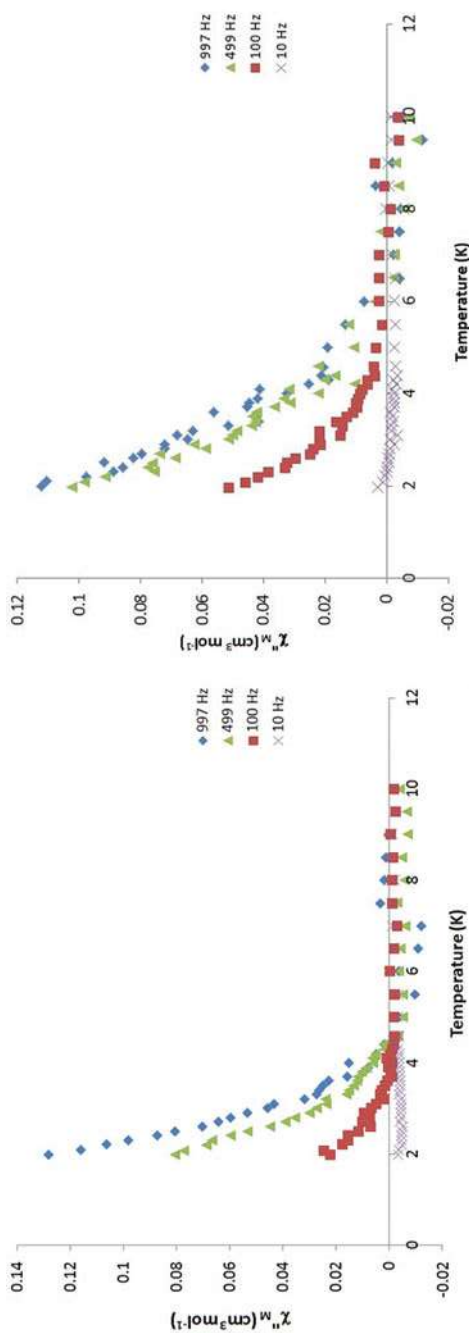 0.14
0.12
0.1
0.08
0.06
0.04
0.02
0
-0.02
χ"M (cm³ mol⁻¹)
0
2
4
6
8
10
12
Temperature (K)
997 Hz
499 Hz
100 Hz
10 Hz
0.12
0.1
0.08
0.06
0.04
0.02
0
-0.02
χ"M (cm³ mol⁻¹)
0
2
4
6
8
10
12
Temperature (K)
997 Hz
499 Hz
100 Hz
10 Hz